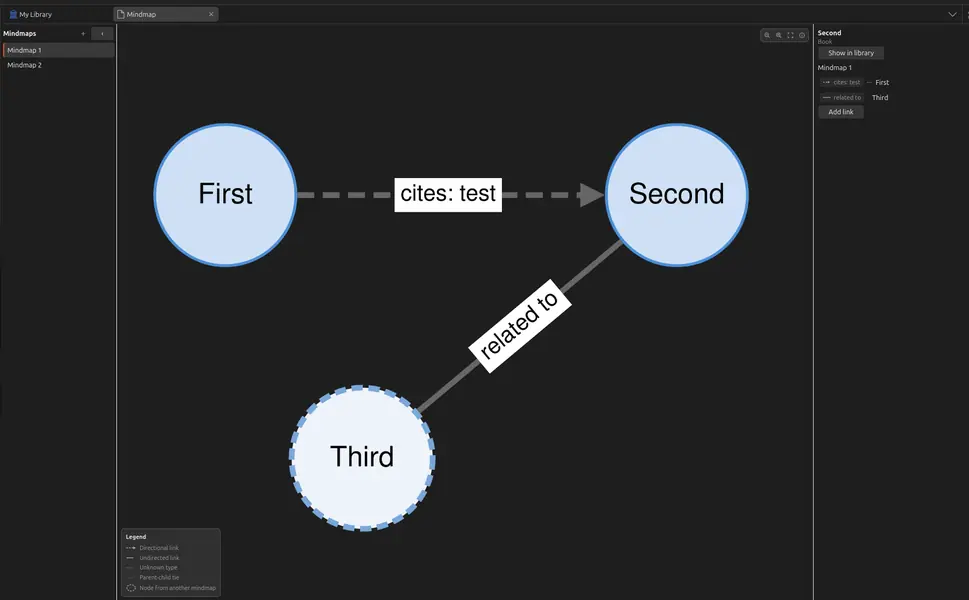 My Library
Mindmap
Mindmaps
Mindmap 1
Mindmap 2
First
cites: test
Second
related to
Third
Legend
Directional link
Undirected link
Unknown type
Parent-child tie
Node from another mindmap
Second
Book
Show in library
Mindmap 1
cites: test First
related to Third
Add link